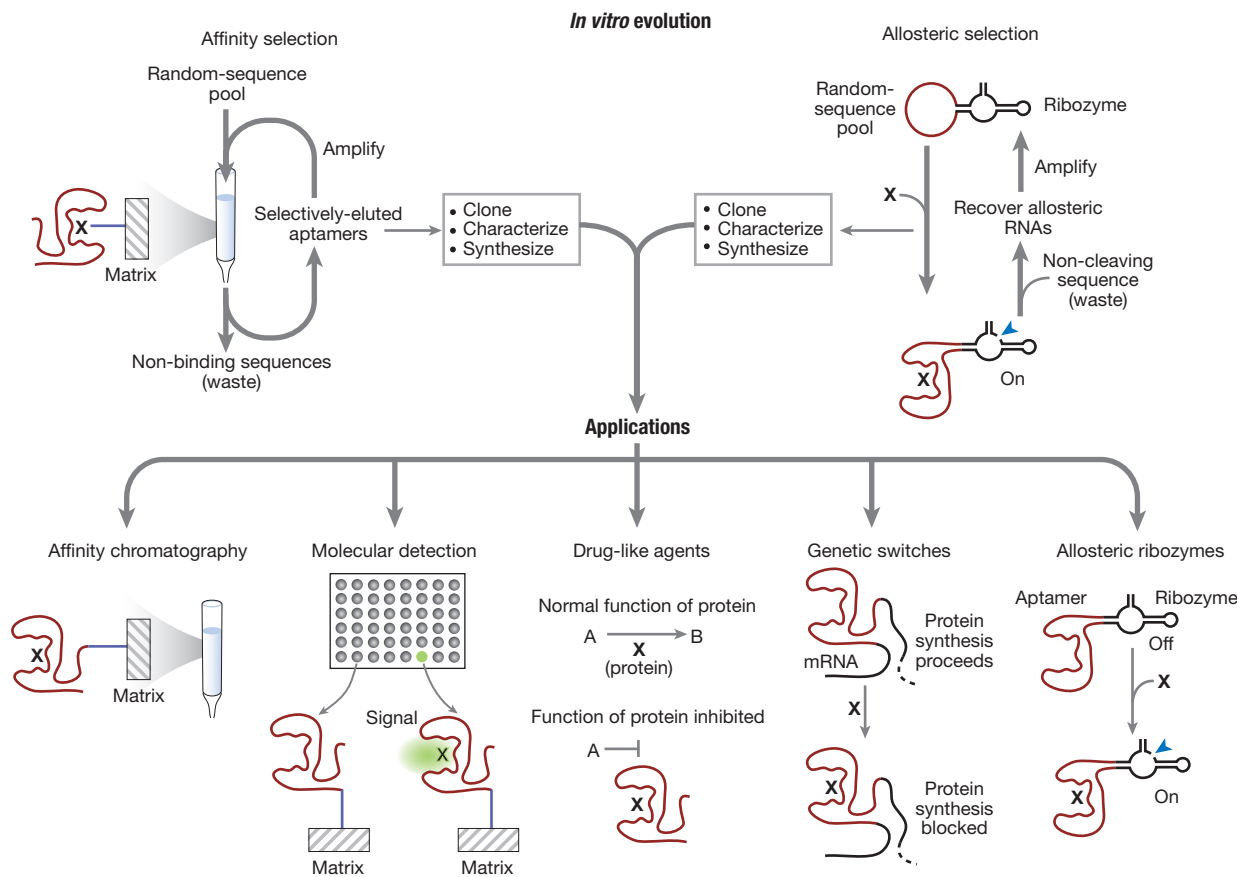 In vitro evolution
Affinity selection
Random-sequence
pool
Amplify
X
Matrix
Selectively-eluted
aptamers
Non-binding sequences
(waste)
• Clone
• Characterize
• Synthesize
• Clone
• Characterize
• Synthesize
Allosteric selection
Random-
sequence
pool
Ribozyme
Amplify
X
Recover allosteric
RNAs
Non-cleaving
sequence
(waste)
X
On
Applications
Affinity chromatography
X
Matrix
Molecular detection
Signal
X
Matrix
Matrix
Drug-like agents
Normal function of protein
A
B
X
(protein)
Function of protein inhibited
A
X
Genetic switches
mRNA
Protein
synthesis
proceeds
X
X
Protein
synthesis
blocked
Allosteric ribozymes
Aptamer
Ribozyme
Off
X
X
On